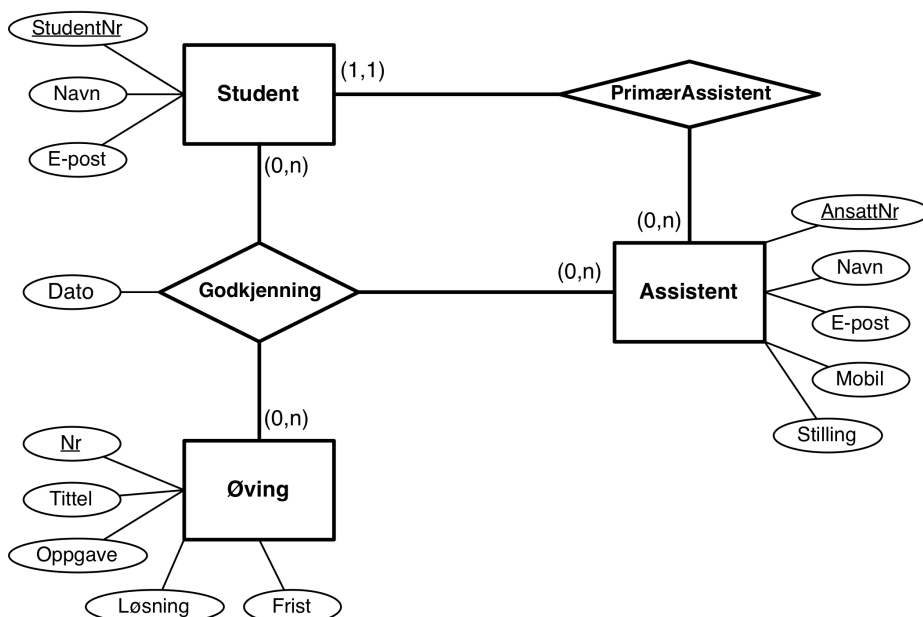 StudentNr
Navn
E-post
Student
(1,1)
PrimærAssistent
(0,n)
(0,n)
AnsattNr
Navn
E-post
Mobil
Stilling
Assistent
(0,n)
Dato
Godkjenning
(0,n)
Nr
Tittel
Oppgave
Løsning
Frist
Øving